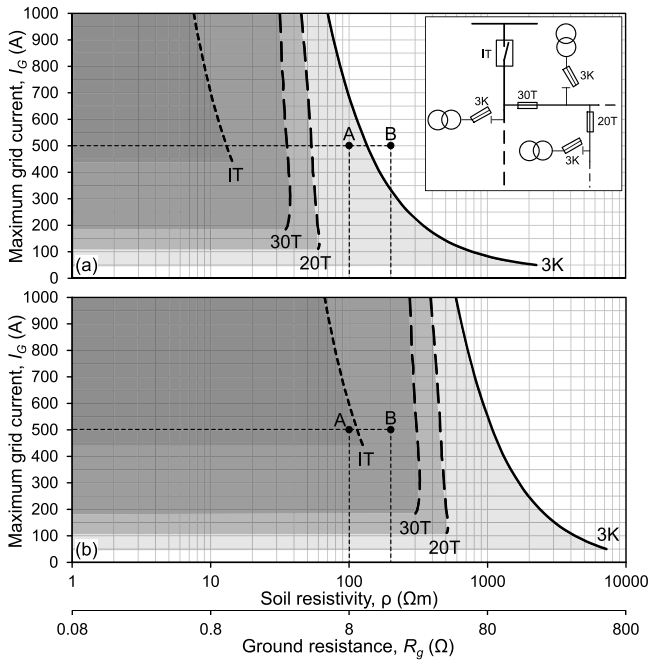 Maximum grid current, I_G (A)
1000
900
800
700
600
500
400
300
200
100
0
A
B
IT
30T
20T
3K
(a)
IT
3K
30T
3K
20T
3K
Maximum grid current, I_G (A)
1000
900
800
700
600
500
400
300
200
100
0
A
B
IT
30T
20T
3K
(b)
1 10 100 1000 10000
Soil resistivity, ρ (Ωm)
0.08 0.8 8 80 800
Ground resistance, R_g (Ω)